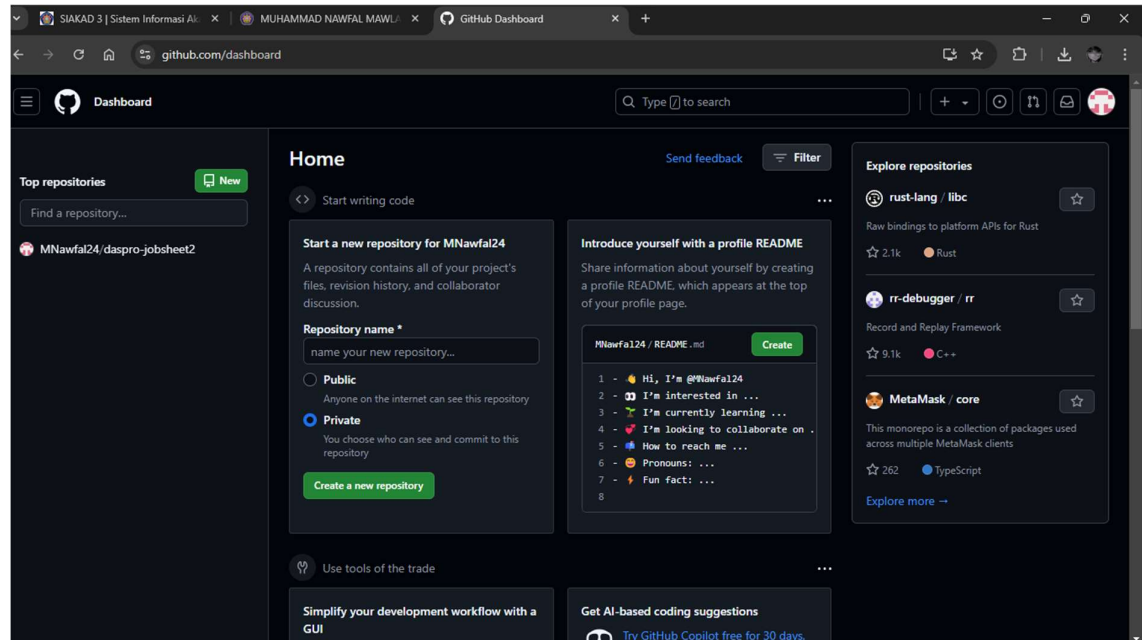 SIAKAD 3 | Sistem Informasi Ak
MUHAMMAD NAWFAL MAWLA
GitHub Dashboard
github.com/dashboard
Dashboard
Type / to search
Top repositories
New
Find a repository...
MNawfal24/daspro-jobsheet2
Home
Send feedback
Filter
Start writing code
Start a new repository for MNawfal24
A repository contains all of your project's
files, revision history, and collaborator
discussion.
Repository name *
name your new repository...
Public
Anyone on the internet can see this repository
Private
You choose who can see and commit to this
repository
Create a new repository
Introduce yourself with a profile README
Share information about yourself by creating
a profile README, which appears at the top
of your profile page.
MNawfal24 / README.md
Create
1 - 👋 Hi, I'm @MNawfal24
2 - 👀 I'm interested in ...
3 - 🌱 I'm currently learning ...
4 - 💞️ I'm looking to collaborate on .
5 - 📫 How to reach me ...
6 - 😄 Pronouns: ...
7 - ⚡ Fun fact: ...
8
Use tools of the trade
Simplify your development workflow with a
GUI
Get AI-based coding suggestions
Try GitHub Copilot free for 30 days.
Explore repositories
rust-lang / libc
Raw bindings to platform APIs for Rust
2.1k Rust
rr-debugger / rr
Record and Replay Framework
9.1k C++
MetaMask / core
This monorepo is a collection of packages used
across multiple MetaMask clients
262 TypeScript
Explore more →